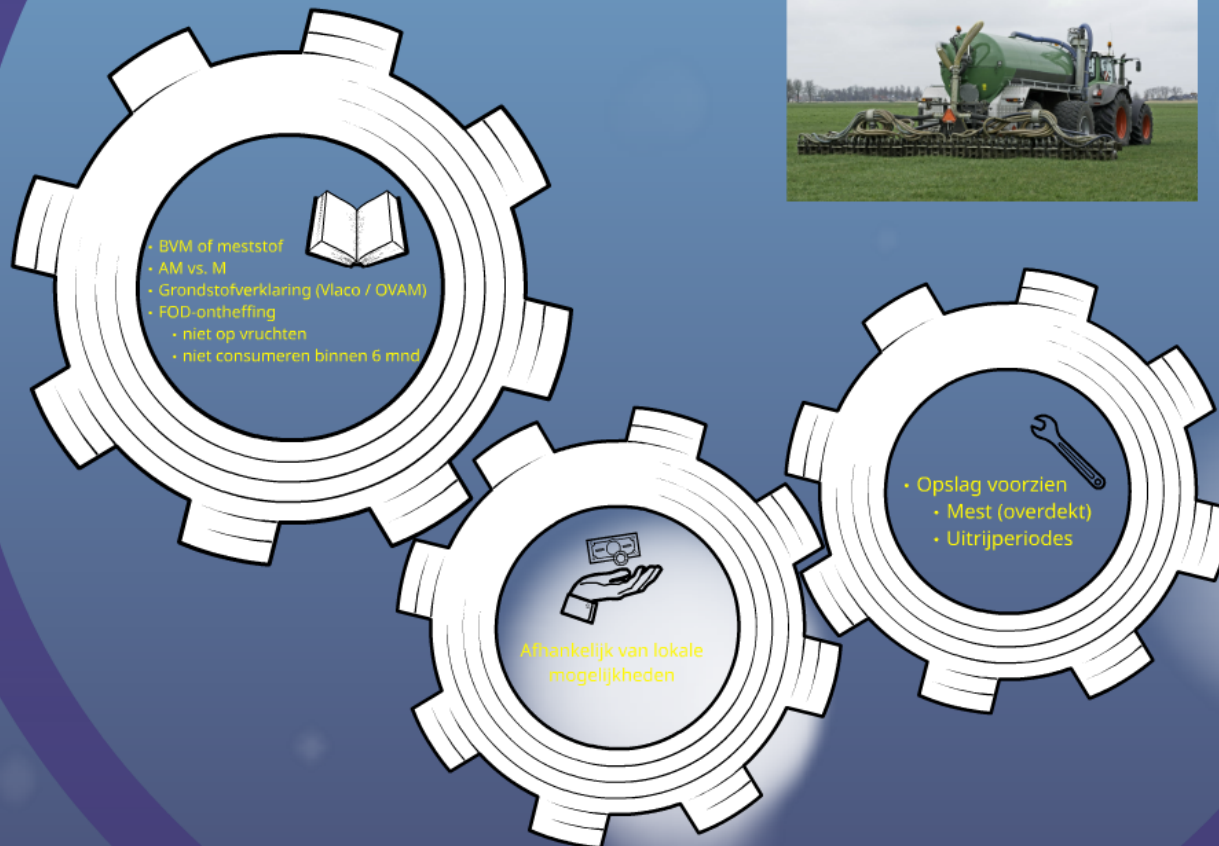 • BVM of meststof
• AM vs. M
• Grondstofverklaring (Vlaco / OVAM)
• FOD-ontheffing
• niet op vruchten
• niet consumeren binnen 6 mnd
Afhankelijk van lokale
mogelijkheden
• Opslag voorzien
• Mest (overdekt)
• Uitrijperiodes